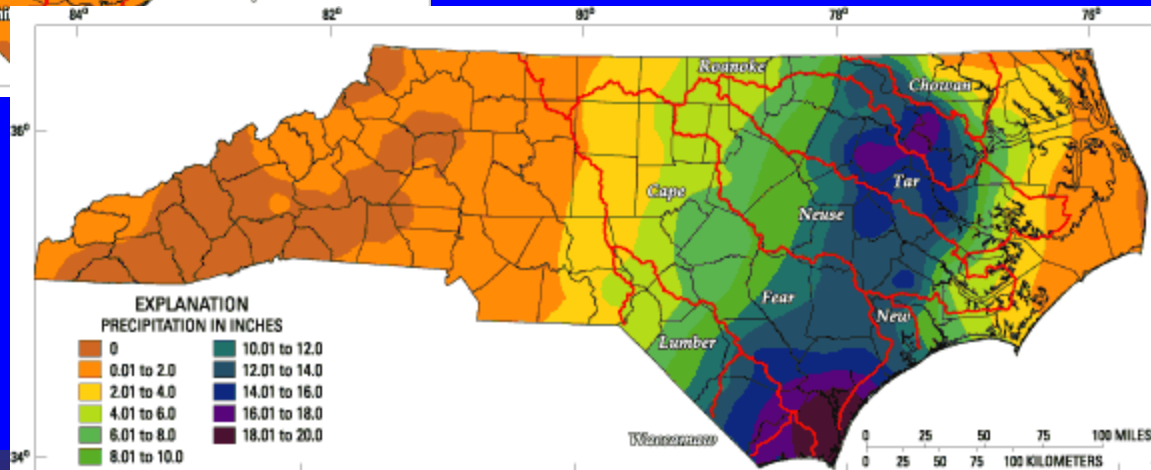 84° 82° 80° 78° 76°
Roanoke
Chowan
36°
Tar
Cape
Neuse
EXPLANATION
PRECIPITATION IN INCHES
Fear
New
0
0.01 to 2.0
2.01 to 4.0
4.01 to 6.0
6.01 to 8.0
8.01 to 10.0
10.01 to 12.0
12.01 to 14.0
14.01 to 16.0
16.01 to 18.0
18.01 to 20.0
Lumber
Waccamaw
0 25 50 75 100 MILES
34°
0 25 50 75 100 KILOMETERS